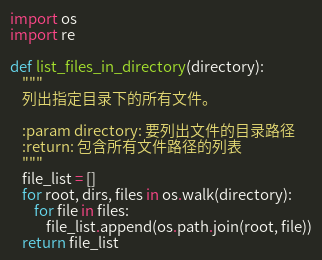 import os
import re

def list_files_in_directory(directory):
    """
    列出指定目录下的所有文件。

    :param directory: 要列出文件的目录路径
    :return: 包含所有文件路径的列表
    """
    file_list = []
    for root, dirs, files in os.walk(directory):
        for file in files:
            file_list.append(os.path.join(root, file))
    return file_list